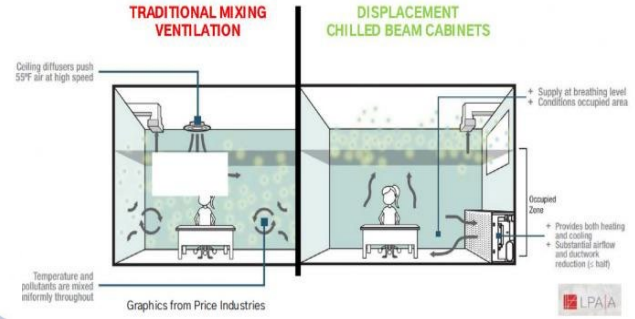 TRADITIONAL MIXING
VENTILATION
DISPLACEMENT
CHILLED BEAM CABINETS
Ceiling diffusers push
55ºF air at high speed
+ Supply at breathing level
+ Conditions occupied area
Occupied
Zone
+ Provides both heating
and cooling
+ Substantial airflow
and ductwork
reduction (≤ half)
Temperature and
pollutants are mixed
iniformly throughout
Graphics from Price Industries
LPA|A